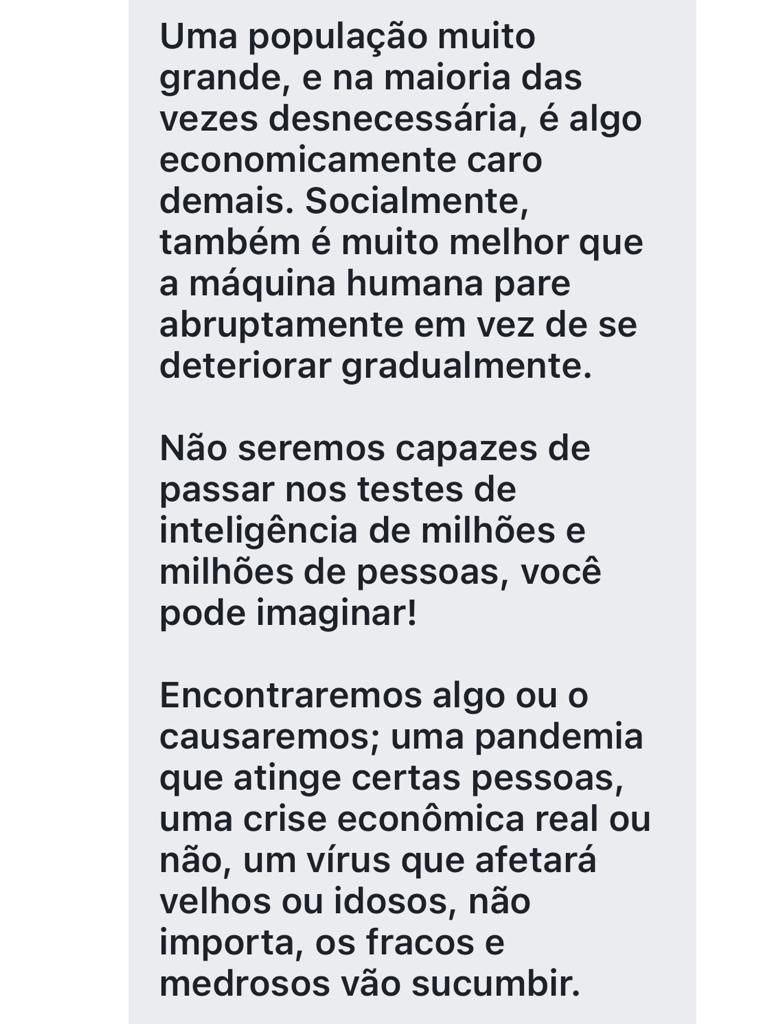 Uma população muito
grande, e na maioria das
vezes desnecessária, é algo
economicamente caro
demais. Socialmente,
também é muito melhor que
a máquina humana pare
abruptamente em vez de se
deteriorar gradualmente.
Não seremos capazes de
passar nos testes de
inteligência de milhões e
milhões de pessoas, você
pode imaginar!
Encontraremos algo ou o
causaremos; uma pandemia
que atinge certas pessoas,
uma crise econômica real ou
não, um vírus que afetará
velhos ou idosos, não
importa, os fracos e
medrosos vão sucumbir.